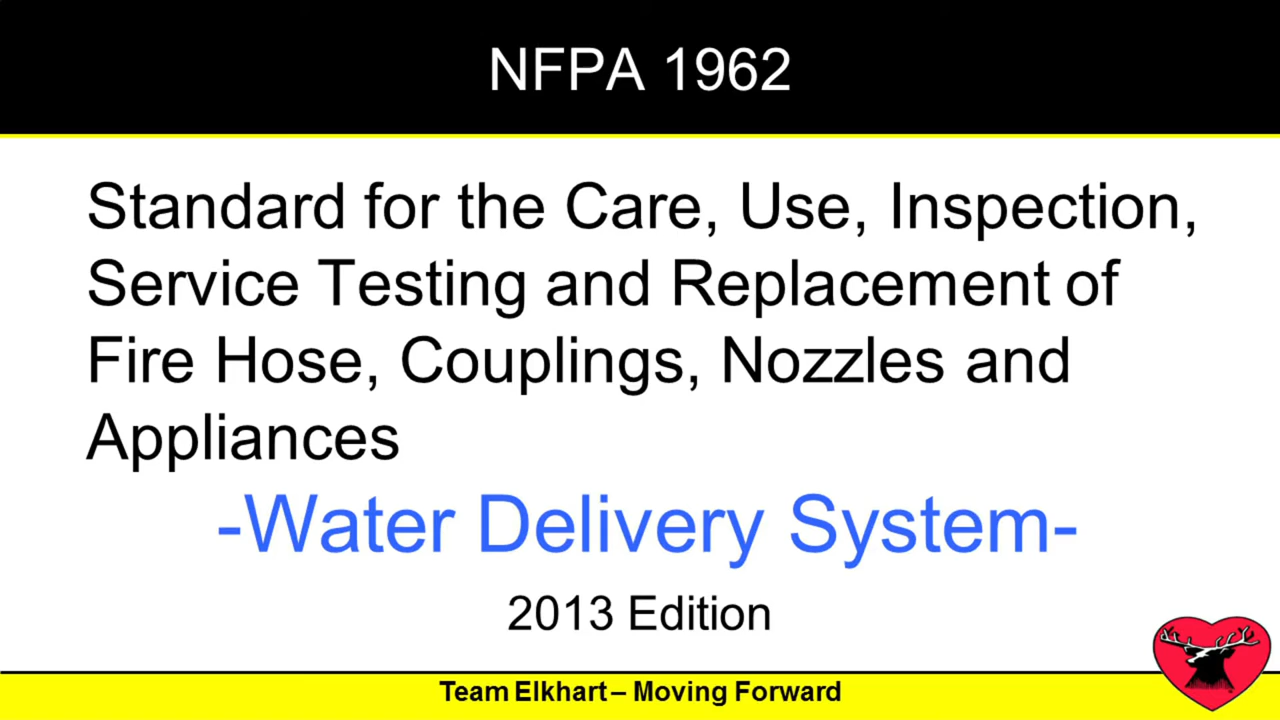 NFPA 1962
Standard for the Care, Use, Inspection,
Service Testing and Replacement of
Fire Hose, Couplings, Nozzles and
Appliances
-Water Delivery System-
2013 Edition
Team Elkhart – Moving Forward